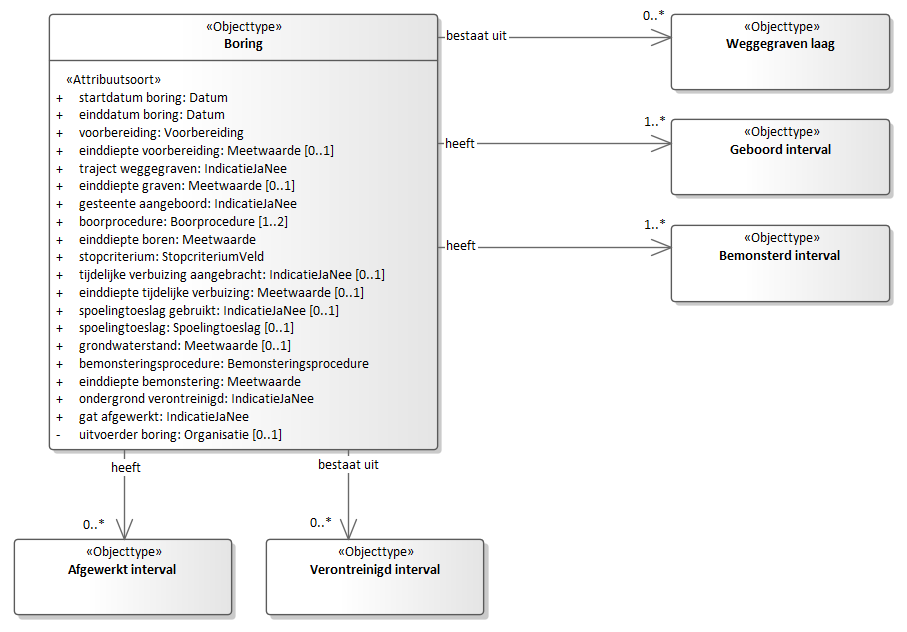 «Objecttype»
Boring
«Attribuutsoort»
+ startdatum boring: Datum
+ einddatum boring: Datum
+ voorbereiding: Voorbereiding
+ einddiepte voorbereiding: Meetwaarde [0..1]
+ traject weggegraven: IndicatieJaNee
+ einddiepte graven: Meetwaarde [0..1]
+ gesteente aangeboord: IndicatieJaNee
+ boorprocedure: Boorprocedure [1..2]
+ einddiepte boren: Meetwaarde
+ stopcriterium: StopcriteriumVeld
+ tijdelijke verbuizing aangebracht: IndicatieJaNee [0..1]
+ einddiepte tijdelijke verbuizing: Meetwaarde [0..1]
+ spoelingtoeslag gebruikt: IndicatieJaNee [0..1]
+ spoelingtoeslag: Spoelingtoeslag [0..1]
+ grondwaterstand: Meetwaarde [0..1]
+ bemonsteringsprocedure: Bemonsteringsprocedure
+ einddiepte bemonstering: Meetwaarde
+ ondergrond verontreinigd: IndicatieJaNee
+ gat afgewerkt: IndicatieJaNee
- uitvoerder boring: Organisatie [0..1]
bestaat uit
0..*
«Objecttype»
Weggegraven laag
heeft
1..*
«Objecttype»
Geboord interval
heeft
1..*
«Objecttype»
Bemonsterd interval
heeft
0..*
«Objecttype»
Afgewerkt interval
bestaat uit
0..*
«Objecttype»
Verontreinigd interval